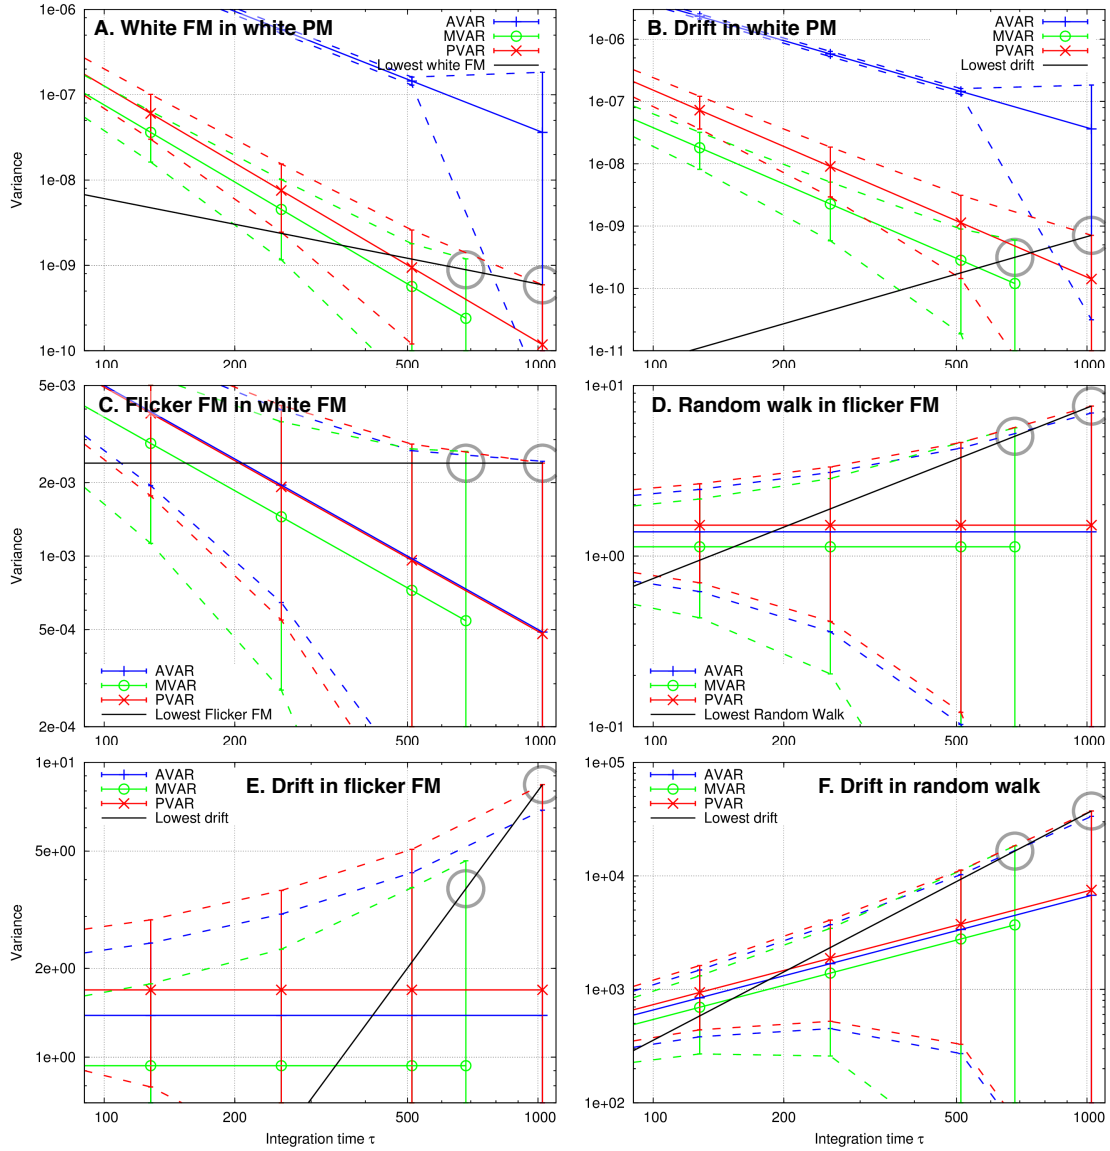 A. White FM in white PM
AVAR
MVAR
PVAR
Lowest white FM
1e-06
1e-07
1e-08
1e-09
1e-10
Variance
100
200
500
1000
B. Drift in white PM
AVAR
MVAR
PVAR
Lowest drift
1e-06
1e-07
1e-08
1e-09
1e-10
1e-11
100
200
500
1000
C. Flicker FM in white FM
5e-03
2e-03
1e-03
5e-04
2e-04
Variance
AVAR
MVAR
PVAR
Lowest Flicker FM
100
200
500
1000
D. Random walk in flicker FM
1e+01
1e+00
1e-01
AVAR
MVAR
PVAR
Lowest Random Walk
100
200
500
1000
E. Drift in flicker FM
AVAR
MVAR
PVAR
Lowest drift
1e+01
5e+00
2e+00
1e+00
Variance
100
200
500
1000
Integration time τ
F. Drift in random walk
AVAR
MVAR
PVAR
Lowest drift
1e+05
1e+04
1e+03
1e+02
100
200
500
1000
Integration time τ